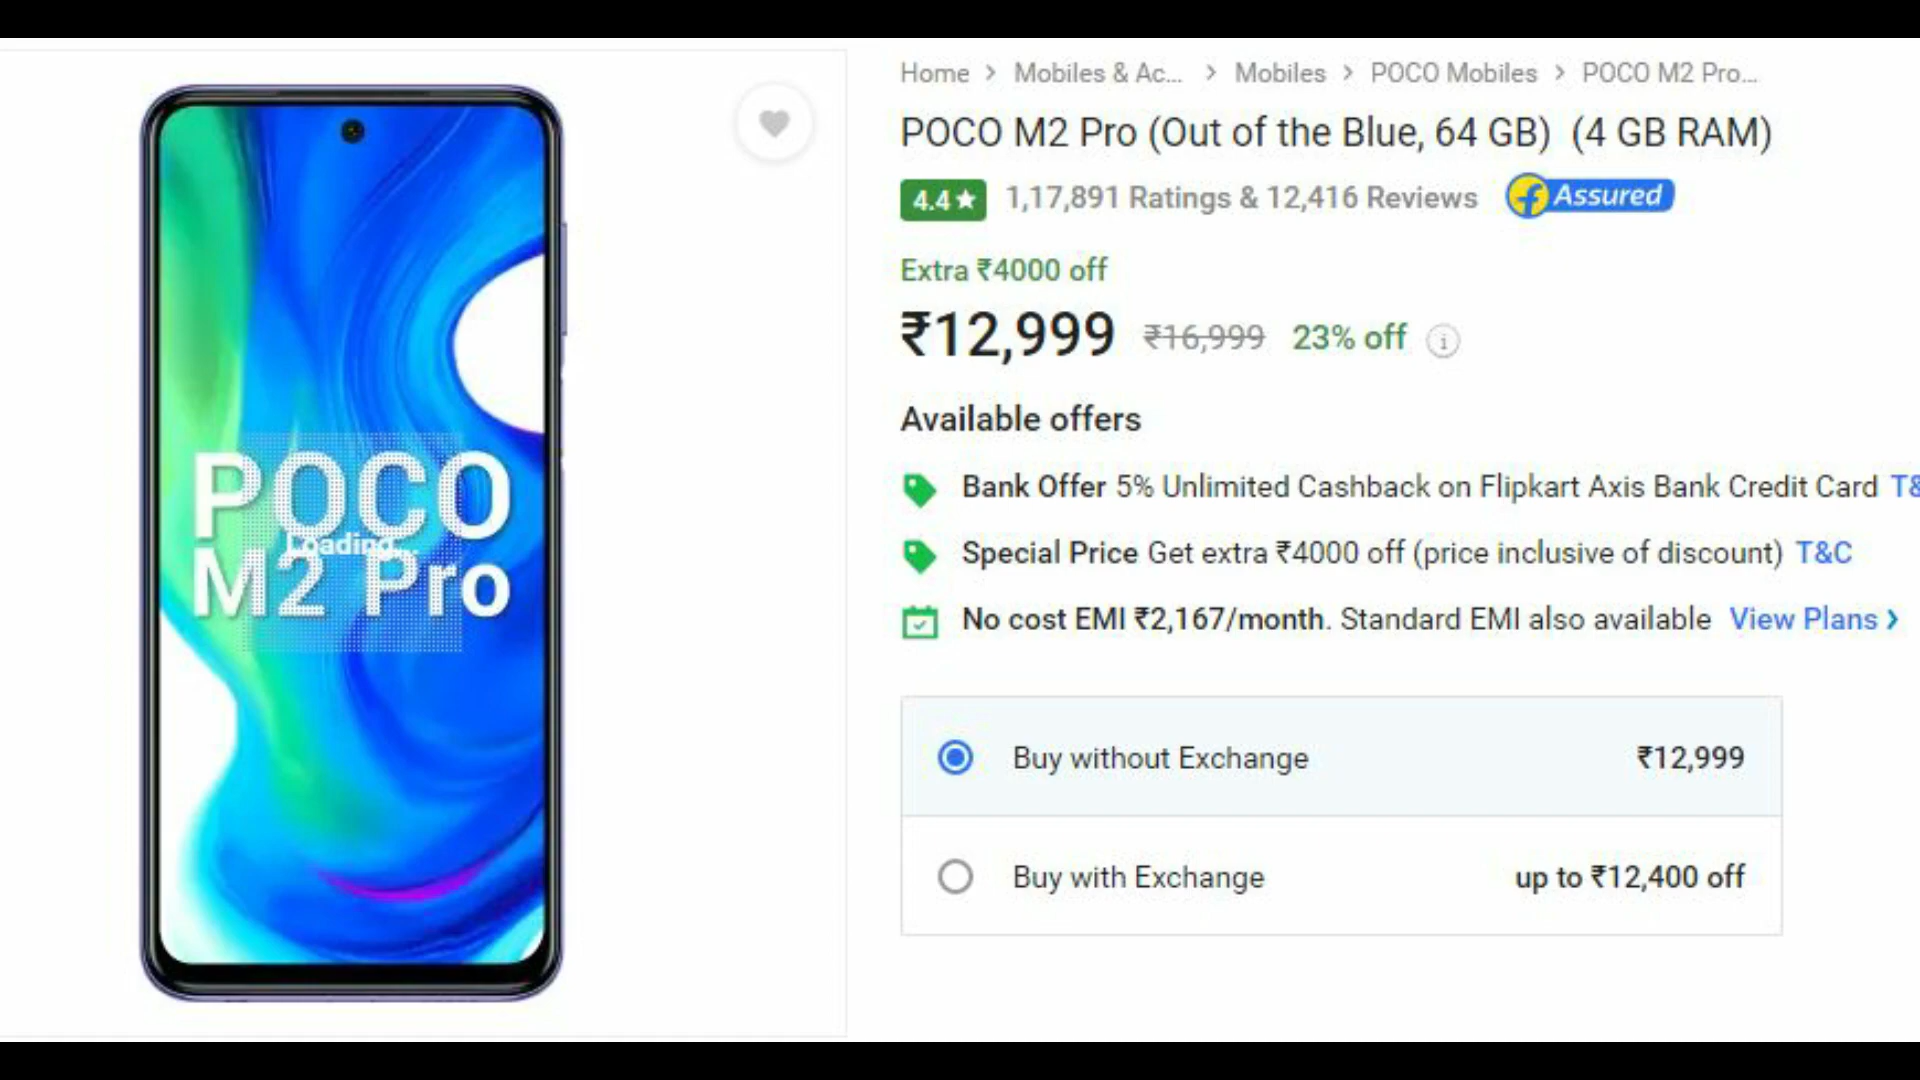 Home > Mobiles & Ac... > Mobiles > POCO Mobiles > POCO M2 Pro...
POCO M2 Pro (Out of the Blue, 64 GB) (4 GB RAM)
4.4★ 1,17,891 Ratings & 12,416 Reviews f Assured
Extra ₹4000 off
₹12,999 ₹16,999 23% off i
Available offers
Bank Offer 5% Unlimited Cashback on Flipkart Axis Bank Credit Card T&
Special Price Get extra ₹4000 off (price inclusive of discount) T&C
No cost EMI ₹2,167/month. Standard EMI also available View Plans >
Buy without Exchange ₹12,999
Buy with Exchange up to ₹12,400 off
POCO
Loading...
M2 Pro